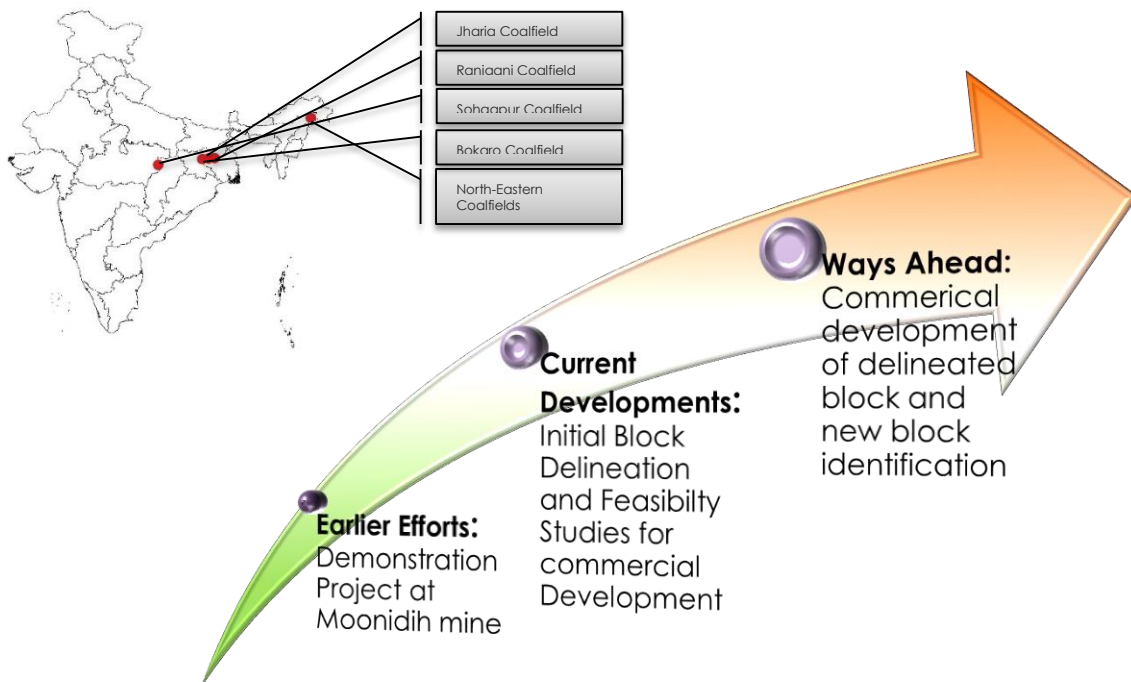 Jharia Coalfield
Raniganj Coalfield
Sohagpur Coalfield
Bokaro Coalfield
North-Eastern
Coalfields
Ways Ahead:
Commerical
development
of delineated
block and
new block
identification
Current
Developments:
Initial Block
Delineation
and Feasibilty
Studies for
commercial
Development
Earlier Efforts:
Demonstration
Project at
Moonidih mine